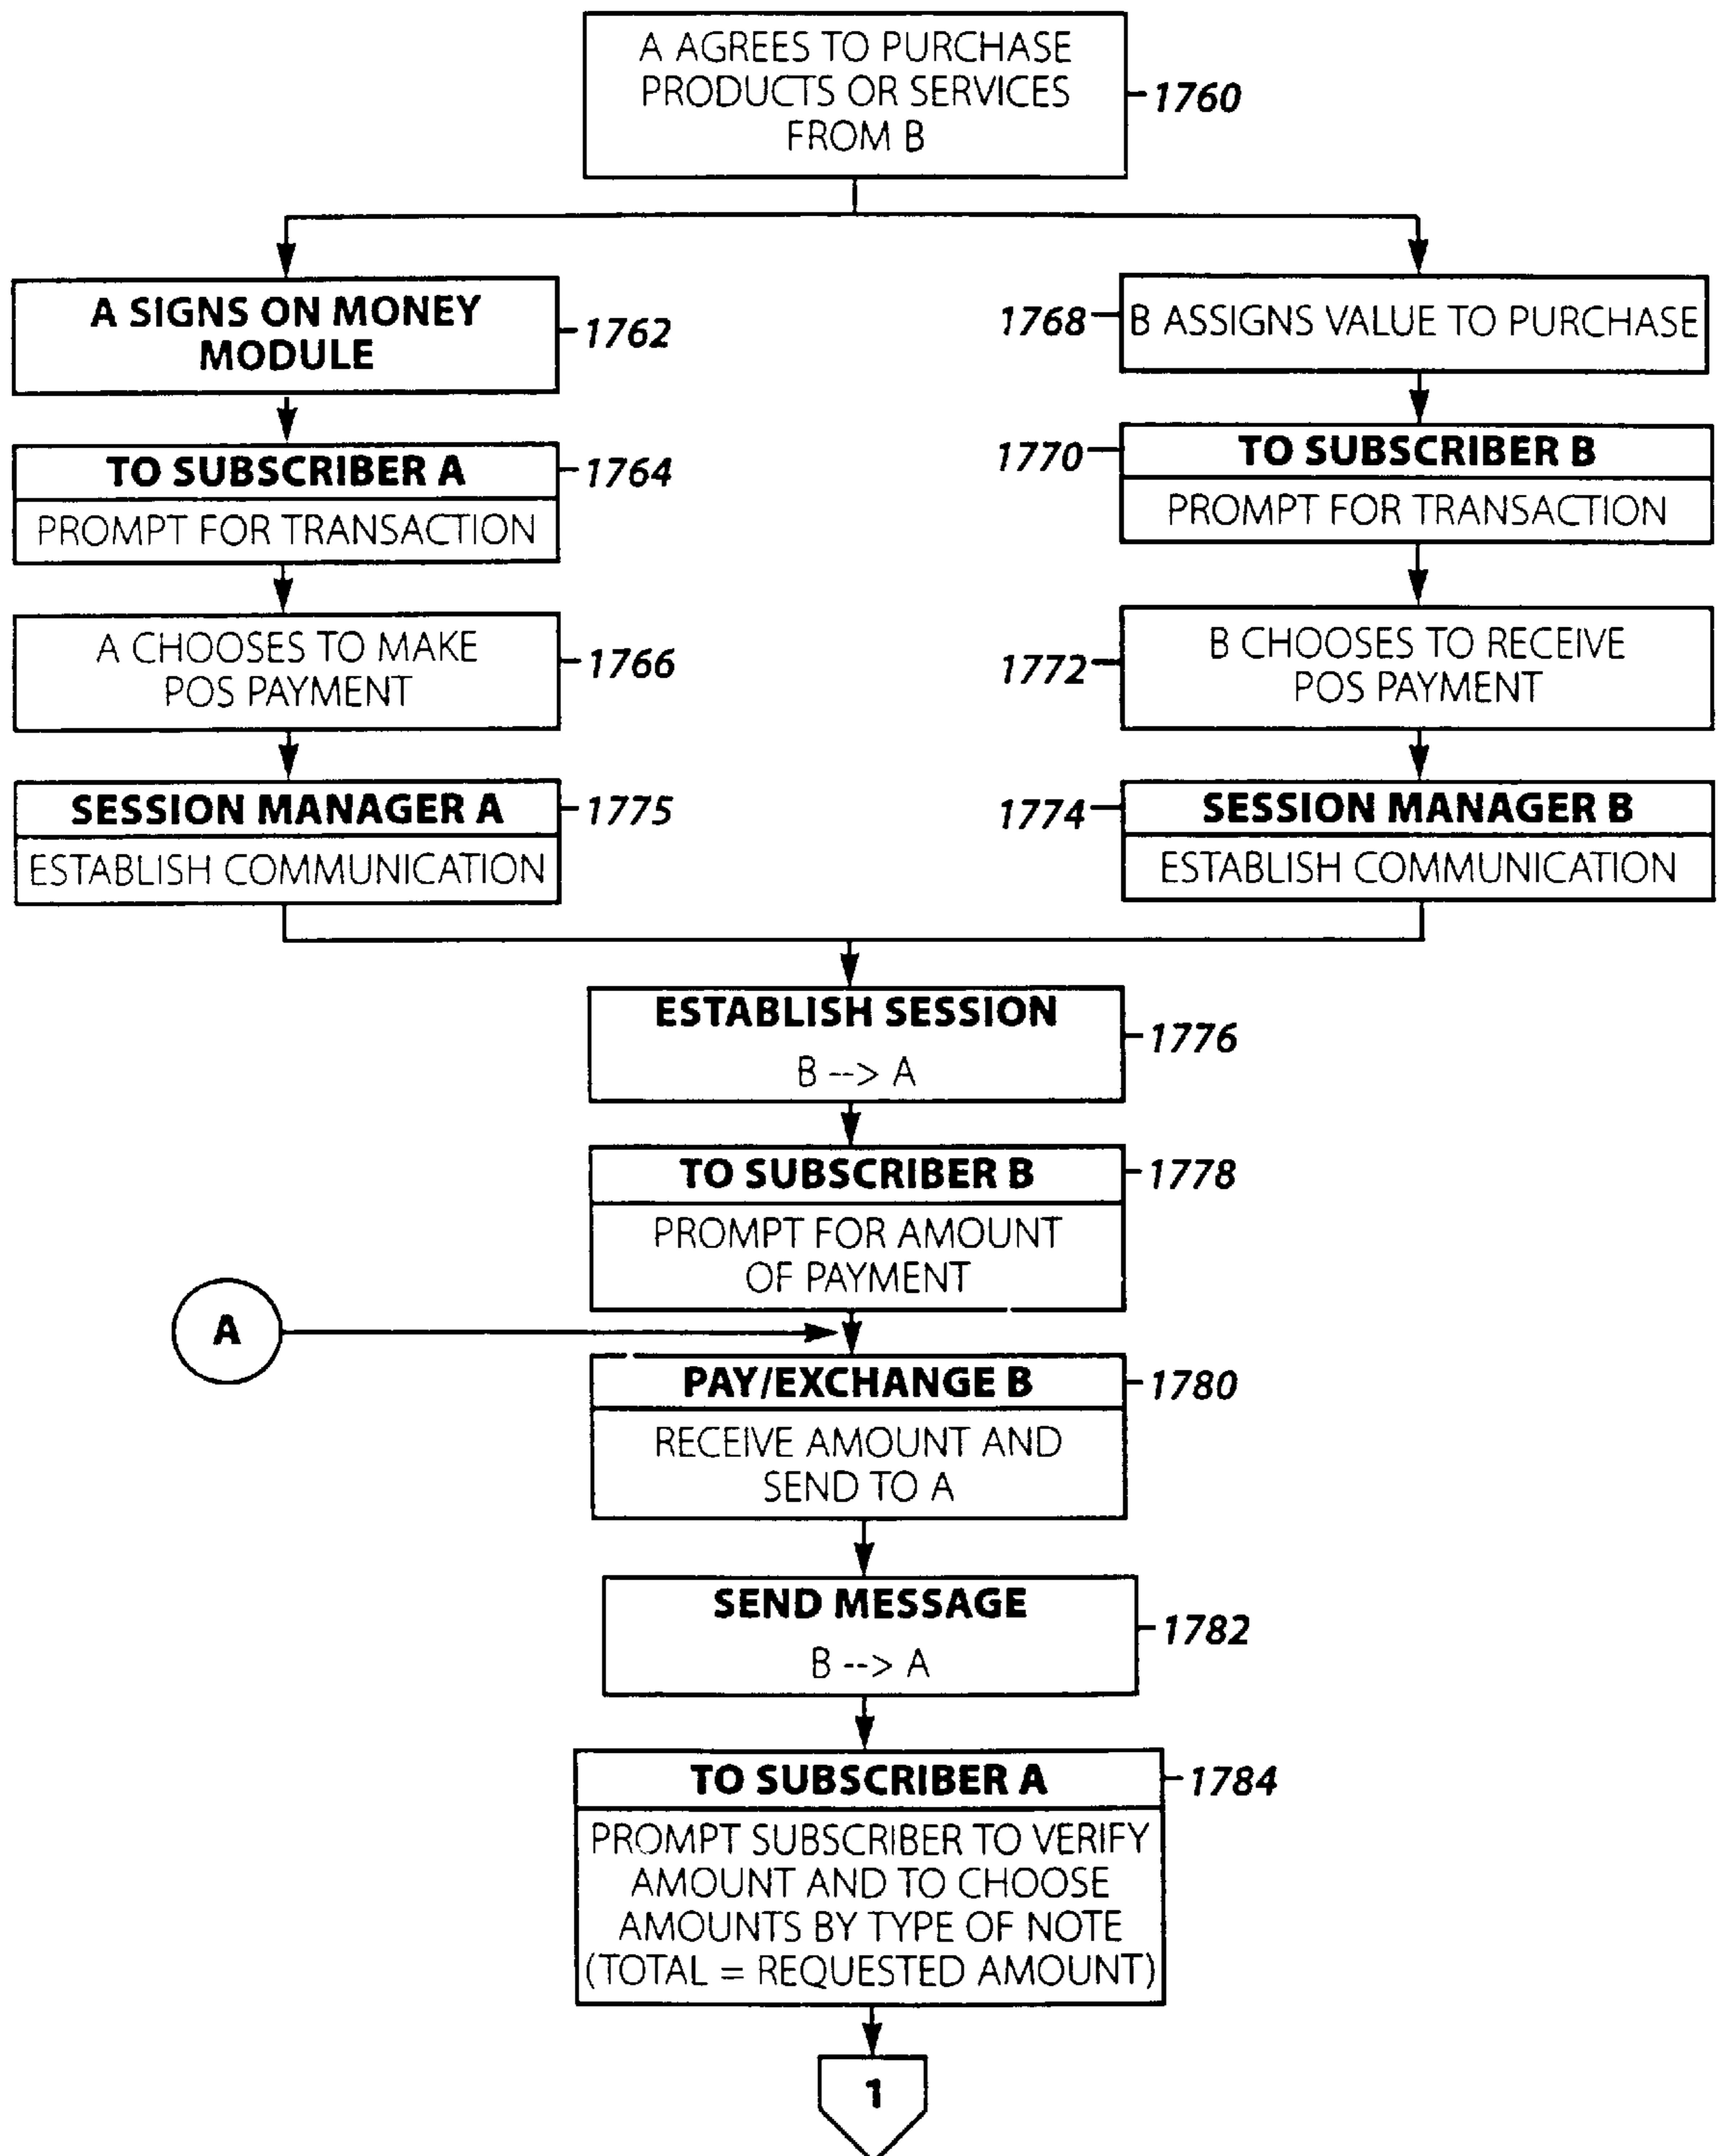 A AGREES TO PURCHASE
PRODUCTS OR SERVICES
FROM B
1760
A SIGNS ON MONEY
MODULE
1762
TO SUBSCRIBER A
1764
PROMPT FOR TRANSACTION
A CHOOSES TO MAKE
POS PAYMENT
1766
SESSION MANAGER A
1775
ESTABLISH COMMUNICATION
1768
B ASSIGNS VALUE TO PURCHASE
1770
TO SUBSCRIBER B
PROMPT FOR TRANSACTION
1772
B CHOOSES TO RECEIVE
POS PAYMENT
1774
SESSION MANAGER B
ESTABLISH COMMUNICATION
ESTABLISH SESSION
B --> A
1776
TO SUBSCRIBER B
1778
PROMPT FOR AMOUNT
OF PAYMENT
A
PAY/EXCHANGE B
1780
RECEIVE AMOUNT AND
SEND TO A
SEND MESSAGE
B --> A
1782
TO SUBSCRIBER A
1784
PROMPT SUBSCRIBER TO VERIFY
AMOUNT AND TO CHOOSE
AMOUNTS BY TYPE OF NOTE
(TOTAL = REQUESTED AMOUNT)
1